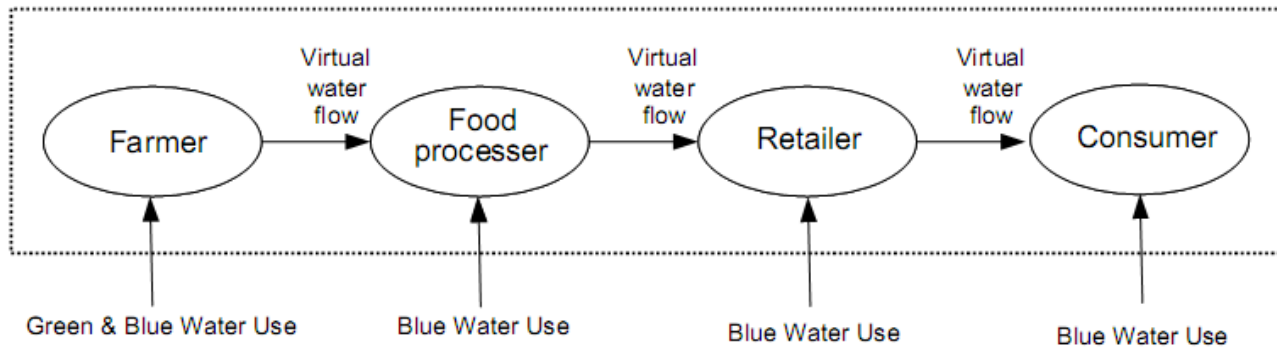 Virtual
water
flow
Virtual
water
flow
Virtual
water
flow
Farmer
Food
processer
Retailer
Consumer
Green & Blue Water Use
Blue Water Use
Blue Water Use
Blue Water Use